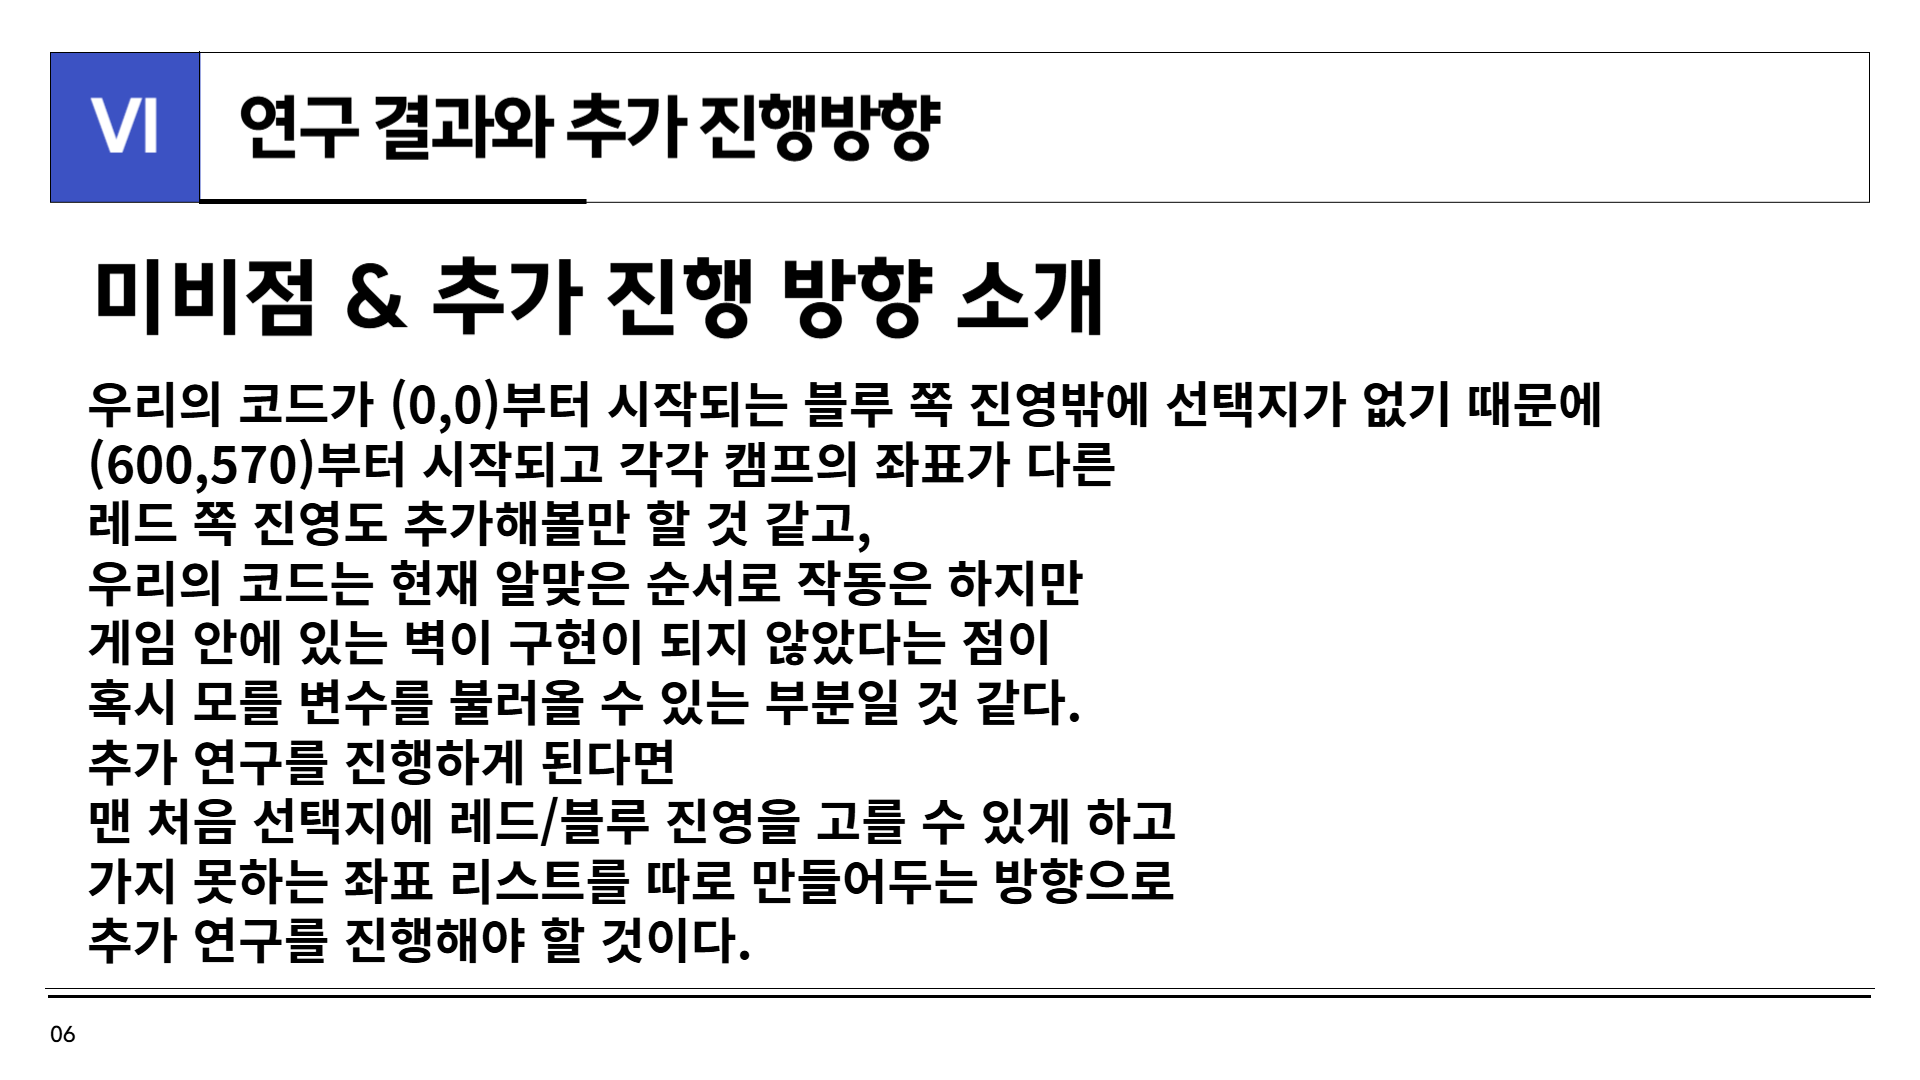 VI
연구 결과와 추가 진행방향
미비점 & 추가 진행 방향 소개
우리의 코드가 (0,0)부터 시작되는 블루 쪽 진영밖에 선택지가 없기 때문에
(600,570)부터 시작되고 각각 캠프의 좌표가 다른
레드 쪽 진영도 추가해볼만 할 것 같고,
우리의 코드는 현재 알맞은 순서로 작동은 하지만
게임 안에 있는 벽이 구현이 되지 않았다는 점이
혹시 모를 변수를 불러올 수 있는 부분일 것 같다.
추가 연구를 진행하게 된다면
맨 처음 선택지에 레드/블루 진영을 고를 수 있게 하고
가지 못하는 좌표 리스트를 따로 만들어두는 방향으로
추가 연구를 진행해야 할 것이다.
06